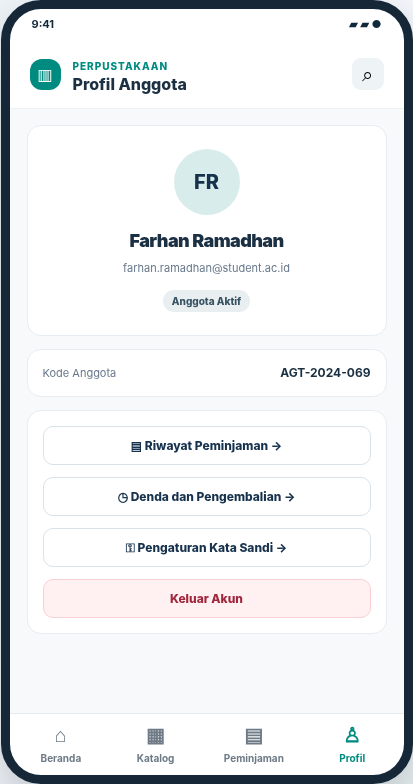 9:41
PERPUSTAKAAN
Profil Anggota
FR
Farhan Ramadhan
farhan.ramadhan@student.ac.id
Anggota Aktif
Kode Anggota AGT-2024-069
Riwayat Peminjaman →
Denda dan Pengembalian →
Pengaturan Kata Sandi →
Keluar Akun
Beranda Katalog Peminjaman Profil